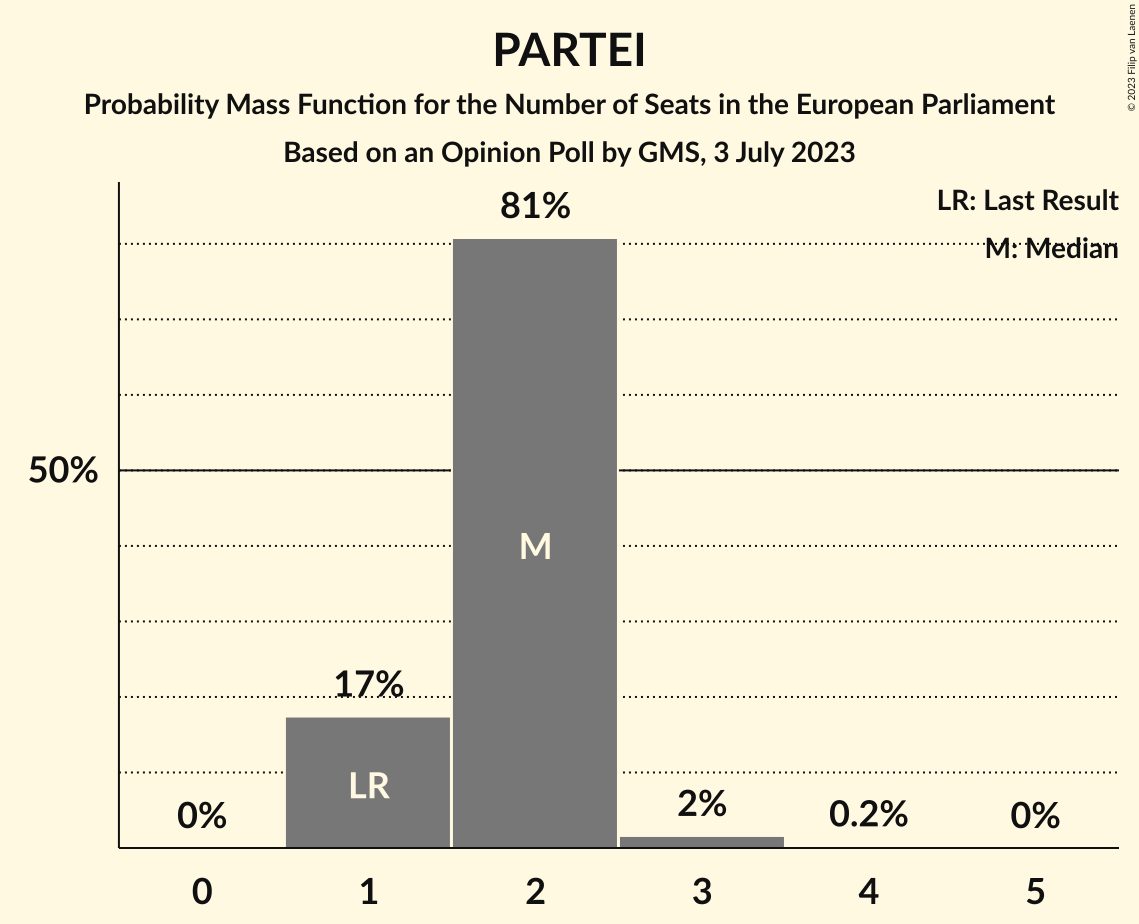 PARTEI
Probability Mass Function for the Number of Seats in the European Parliament
Based on an Opinion Poll by GMS, 3 July 2023
© 2023 Filip van Laenen
LR: Last Result
M: Median
81%
50%
M
17%
LR
0%
2%
0.2%
0%
0 1 2 3 4 5